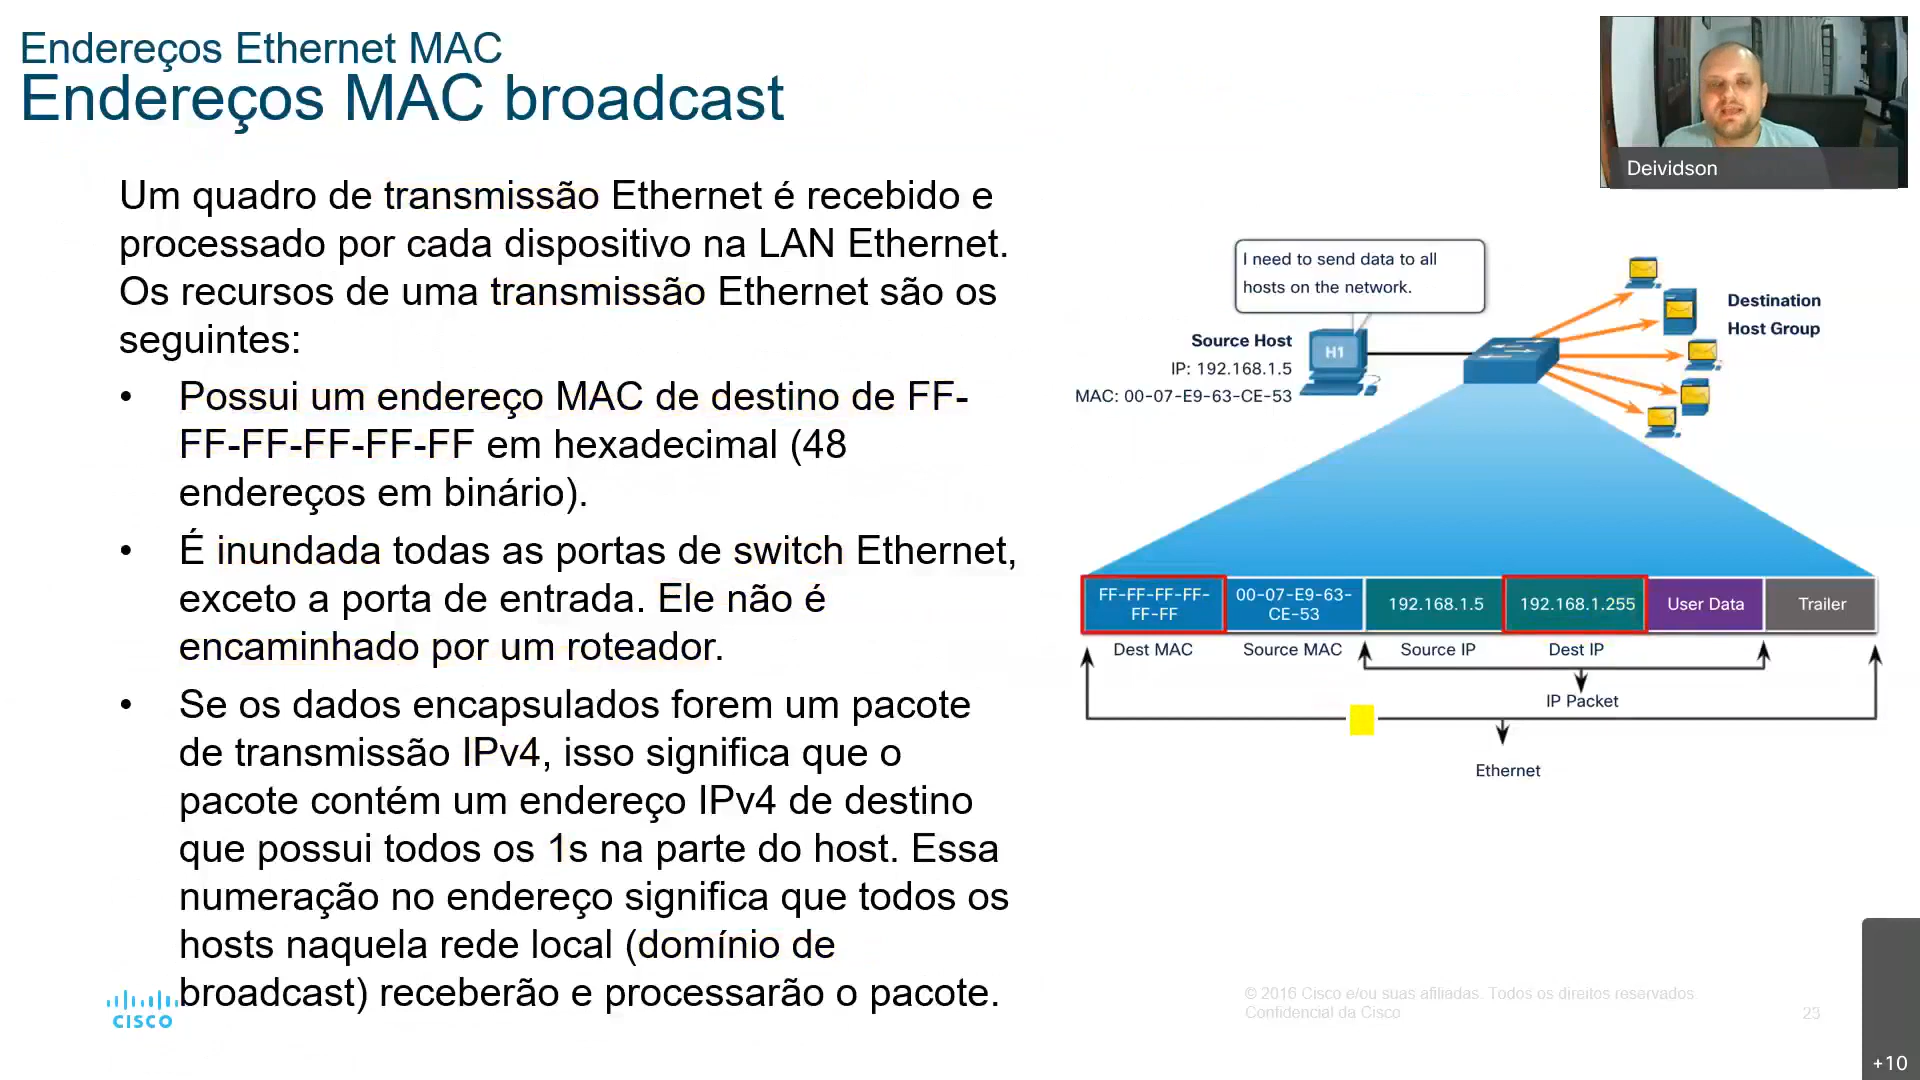 Endereços Ethernet MAC
Endereços MAC broadcast
Deividson
Um quadro de transmissão Ethernet é recebido e
processado por cada dispositivo na LAN Ethernet.
Os recursos de uma transmissão Ethernet são os
seguintes:
• Possui um endereço MAC de destino de FF-
FF-FF-FF-FF-FF em hexadecimal (48
endereços em binário).
• É inundada todas as portas de switch Ethernet,
exceto a porta de entrada. Ele não é
encaminhado por um roteador.
• Se os dados encapsulados forem um pacote
de transmissão IPv4, isso significa que o
pacote contém um endereço IPv4 de destino
que possui todos os 1s na parte do host. Essa
numeração no endereço significa que todos os
hosts naquela rede local (domínio de
broadcast) receberão e processarão o pacote.
I need to send data to all
hosts on the network.
Source Host
IP: 192.168.1.5
MAC: 00-07-E9-63-CE-53
H1
Destination
Host Group
FF-FF-FF-FF-
FF-FF
00-07-E9-63-
CE-53
192.168.1.5
192.168.1.255
User Data
Trailer
Dest MAC
Source MAC
Source IP
Dest IP
IP Packet
Ethernet
CISCO
© 2016 Cisco e/ou suas afiliadas. Todos os direitos reservados.
Confidencial da Cisco
23
+10